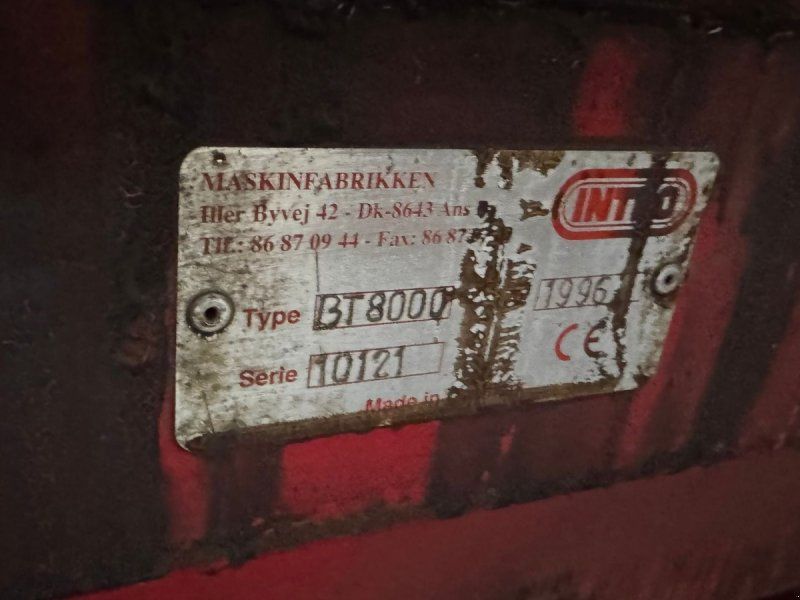 MASKINFABRIKKEN
Iller Byvej 42 - Dk-8643 Ans
Tlf.: 86 87 09 44 - Fax: 86 87
Type BT8000 1996
Serie 10121 CE
Made in